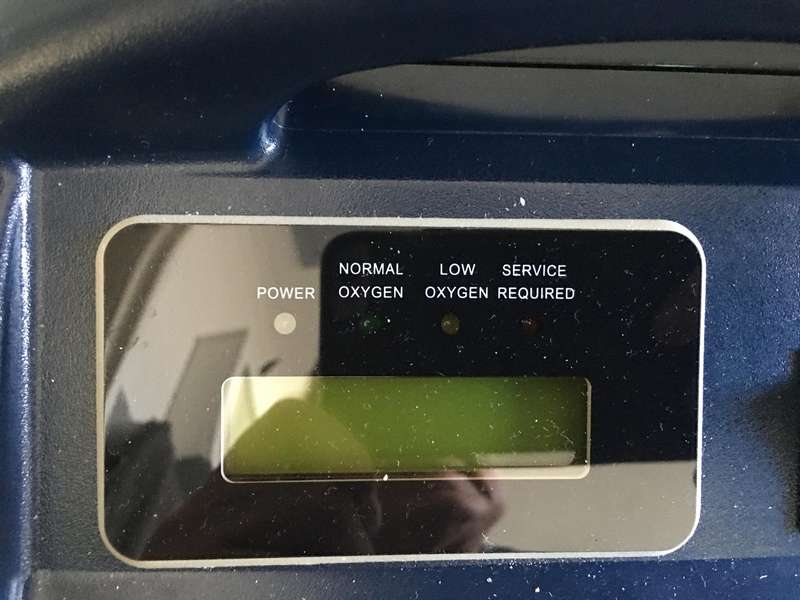 POWER
NORMAL
OXYGEN
LOW
OXYGEN
SERVICE
REQUIRED